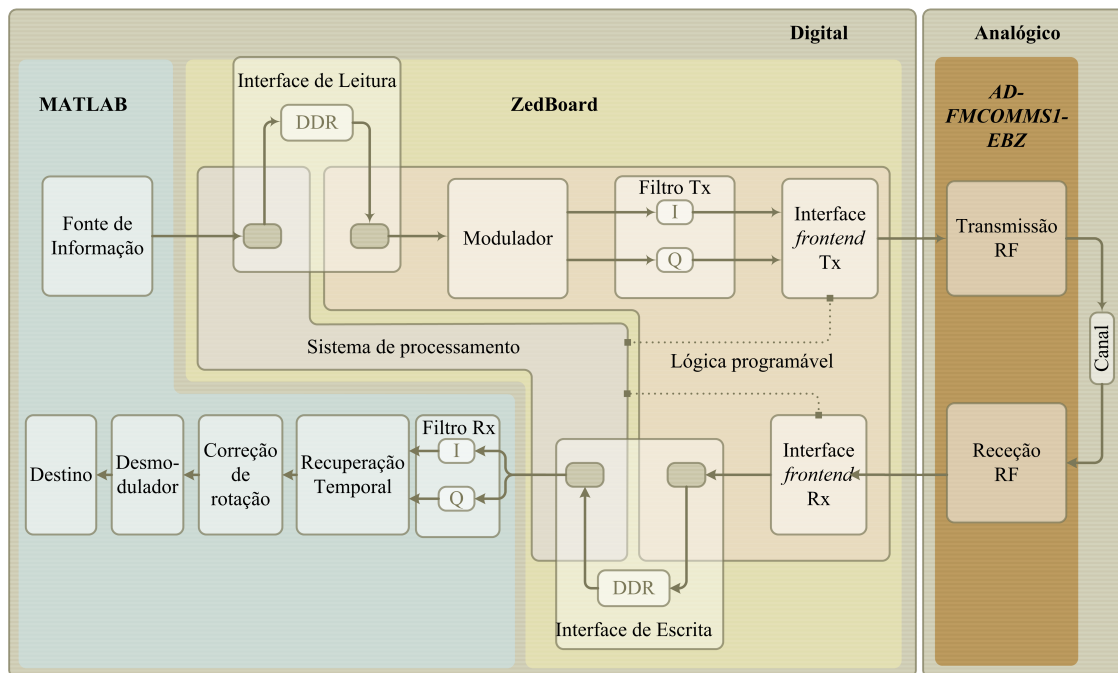 Digital
Analógico
MATLAB
Interface de Leitura
DDR
ZedBoard
AD-
FMCOMMS1-
EBZ
Fonte de
Informação
Modulador
Filtro Tx
I
Q
Interface
frontend
Tx
Transmissão
RF
Canal
Sistema de processamento
Lógica programável
Destino
Desmo-
dulador
Correção
de
rotação
Recuperação
Temporal
Filtro Rx
I
Q
Interface
frontend
Rx
Receção
RF
DDR
Interface de Escrita